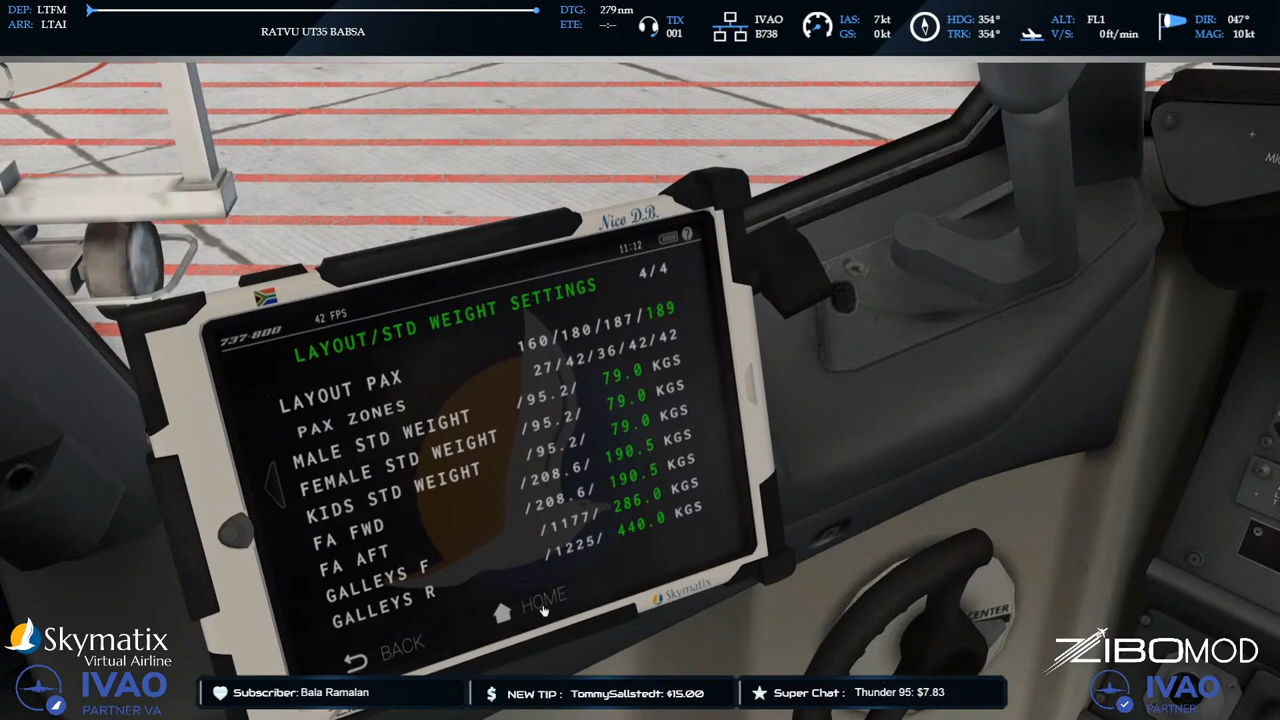 DEP: LTFM
ARR: LTAI
RATVU UT35 BABSA
DTG: 279nm
ETE: --:--
TIX
001
IVAO
B738
IAS: 7kt
GS: 0kt
HDG: 354°
TRK: 354°
ALT: FL1
V/S: 0ft/min
DIR: 047°
MAG: 10kt
Nico D.B.
737-800 42 FPS 11:12 ?
LAYOUT/STD WEIGHT SETTINGS 4/4
LAYOUT PAX 160/180/187/189
PAX ZONES 27/42/36/42/42
MALE STD WEIGHT /95.2/ 79.0 KGS
FEMALE STD WEIGHT /95.2/ 79.0 KGS
KIDS STD WEIGHT /95.2/ 79.0 KGS
FA FWD /208.6/ 190.5 KGS
FA AFT /208.6/ 190.5 KGS
GALLEYS F /1177/ 286.0 KGS
GALLEYS R /1225/ 440.0 KGS
BACK HOME
Skymatix
CENTER
Skymatix
Virtual Airline
IVAO
PARTNER VA
Subscriber: Bala Ramalan
NEW TIP : TommySallstedt: $15.00
Super Chat : Thunder 95: $7.83
ZIBOMOD
IVAO
PARTNER